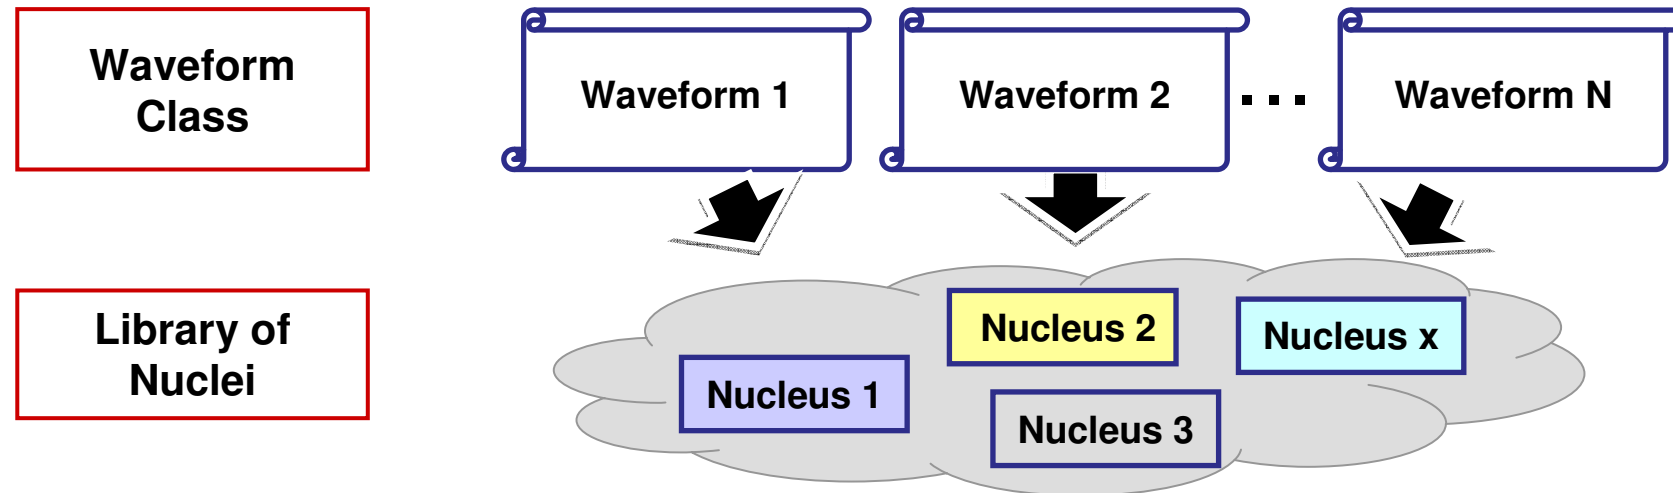 Waveform
Class
Waveform 1
Waveform 2
...
Waveform N
Library of
Nuclei
Nucleus 1
Nucleus 2
Nucleus 3
Nucleus x